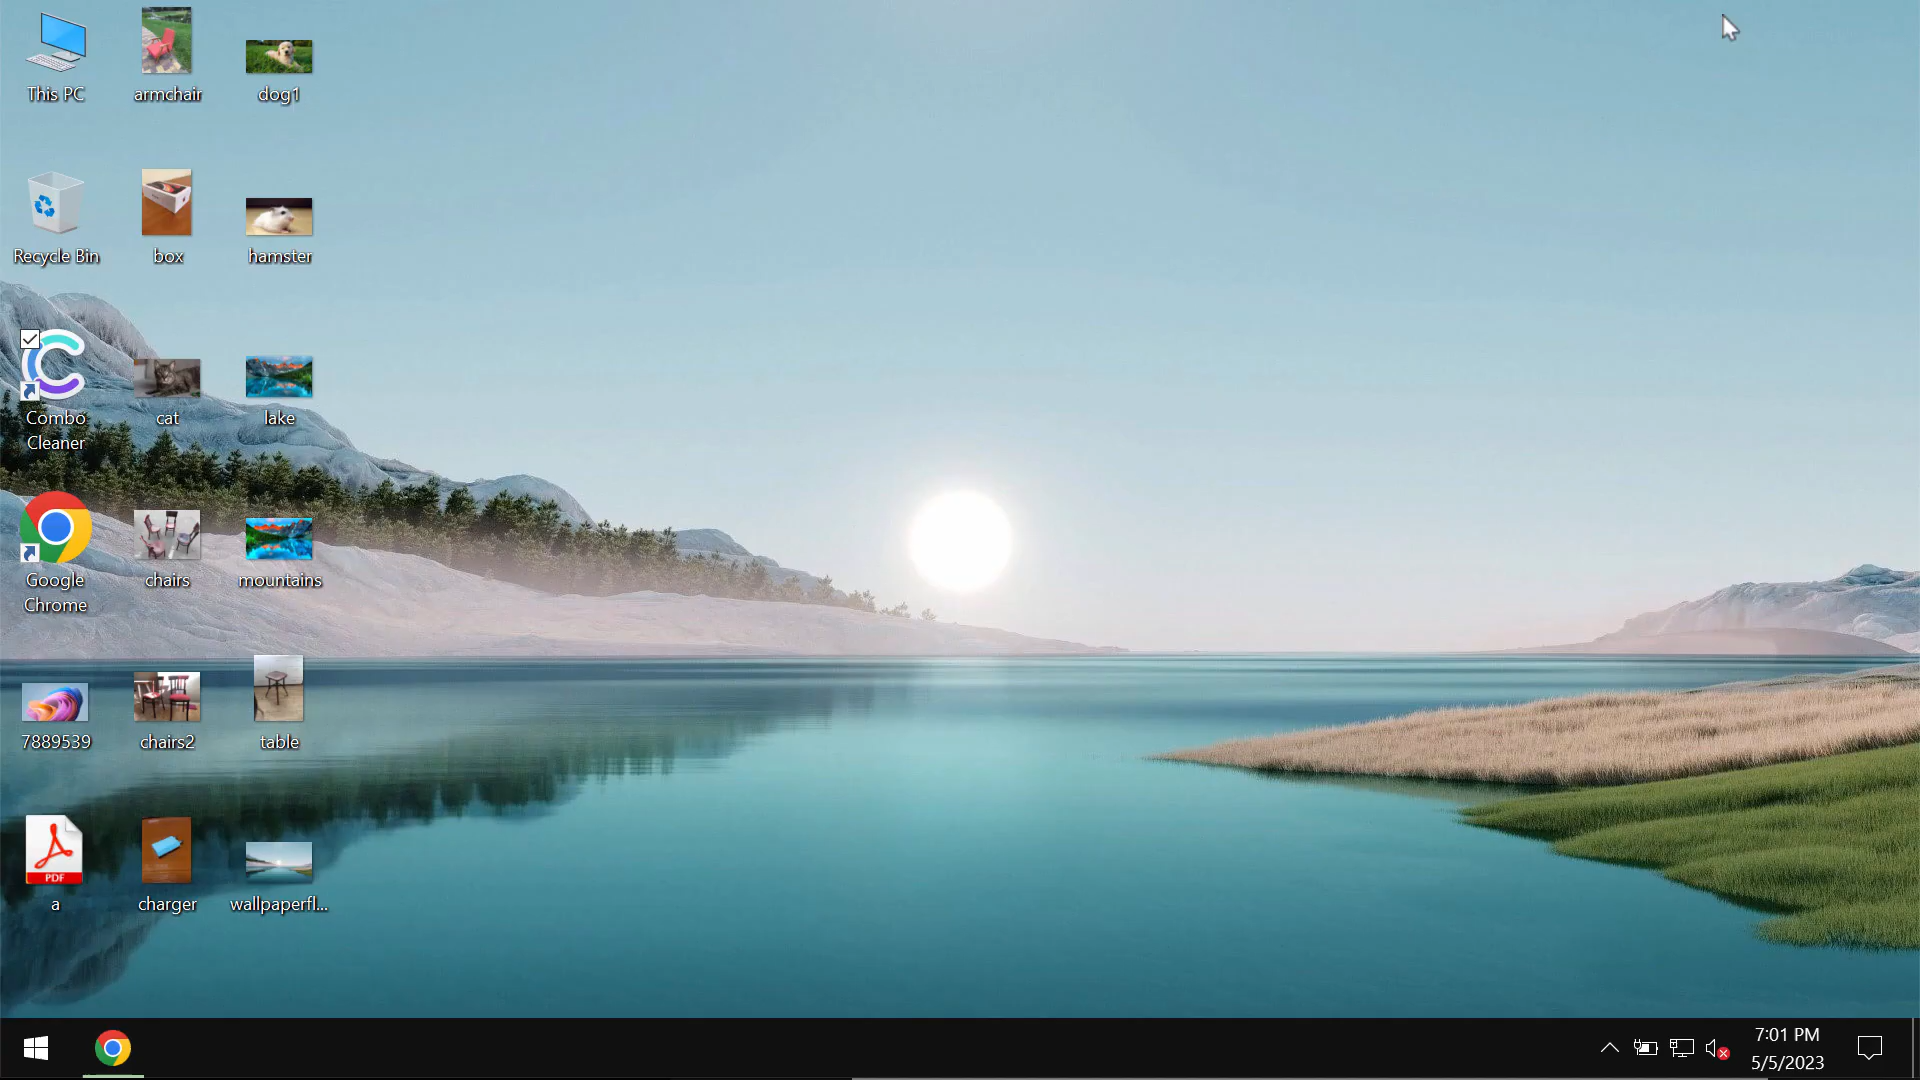 This PC
armchair
dog1
Recycle Bin
box
hamster
Combo
Cleaner
cat
lake
Google
Chrome
chairs
mountains
7889539
chairs2
table
PDF
a
charger
wallpaperfl...
7:01 PM
5/5/2023